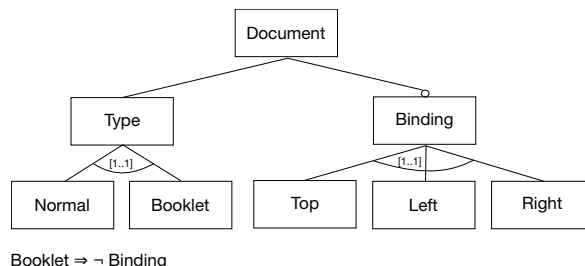 Document
Type
Binding
[1..1]
[1..1]
Normal
Booklet
Top
Left
Right
Booklet ⇒ ¬ Binding